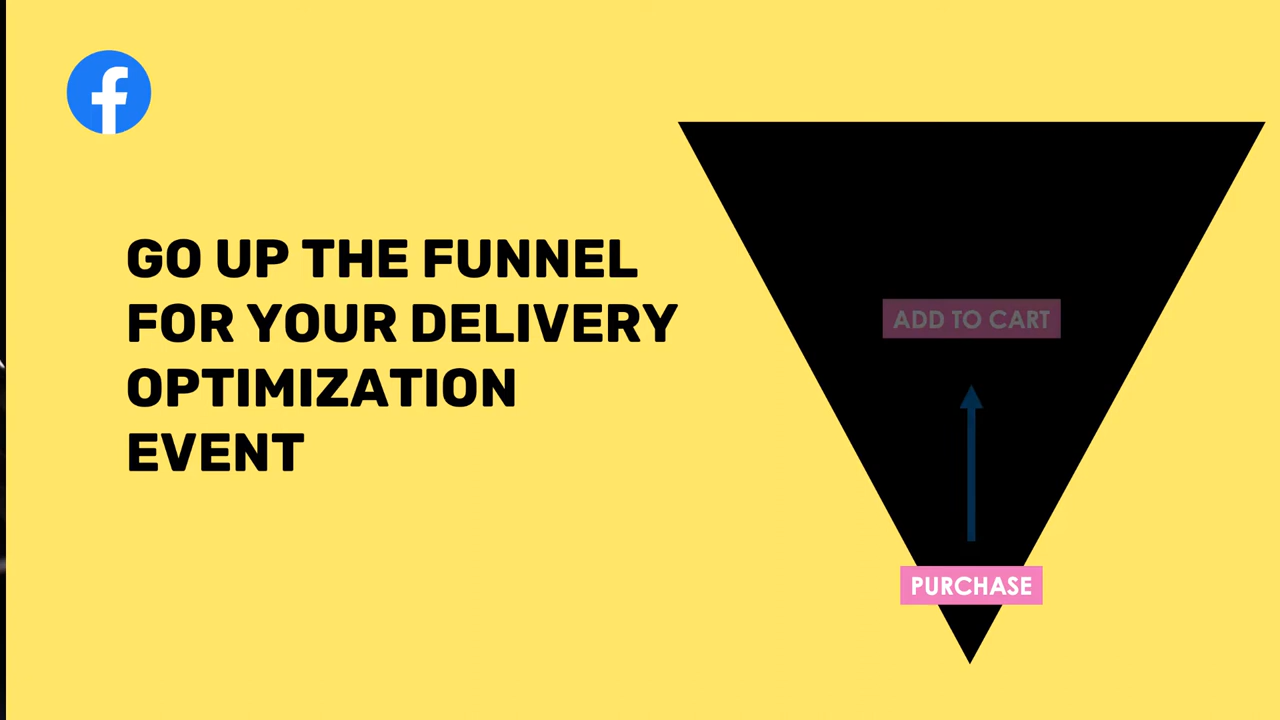 GO UP THE FUNNEL
FOR YOUR DELIVERY
OPTIMIZATION
EVENT
ADD TO CART
PURCHASE